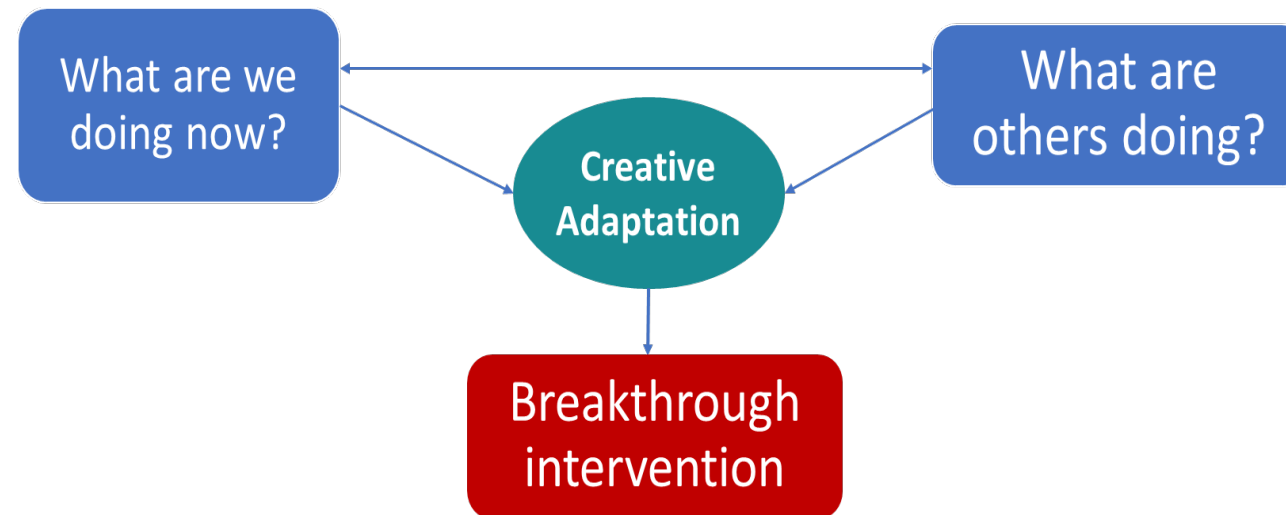 What are we
doing now?
What are
others doing?
Creative
Adaptation
Breakthrough
intervention